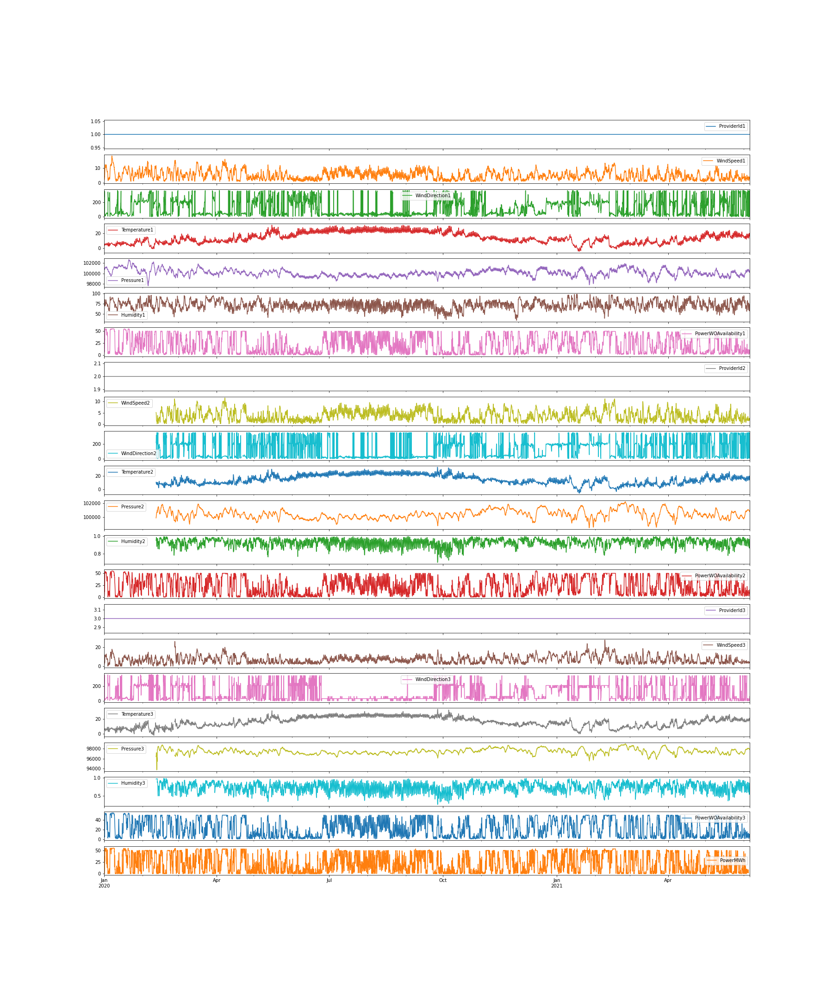 1.05
1.00
0.95
ProviderId1
10
0
WindSpeed1
200
0
WindDirection1
20
0
Temperature1
102000
100000
98000
Pressure1
100
75
50
Humidity1
50
25
0
PowerWOAvailability1
2.1
2.0
1.9
ProviderId2
10
5
0
WindSpeed2
200
0
WindDirection2
20
0
Temperature2
102000
100000
Pressure2
1.0
0.8
Humidity2
50
25
0
PowerWOAvailability2
3.1
3.0
2.9
ProviderId3
20
0
WindSpeed3
200
0
WindDirection3
20
0
Temperature3
98000
96000
94000
Pressure3
1.0
0.5
Humidity3
40
20
0
PowerWOAvailability3
50
25
0
PowerMWh
Jan Apr Jul Oct Jan Apr
2020 2021